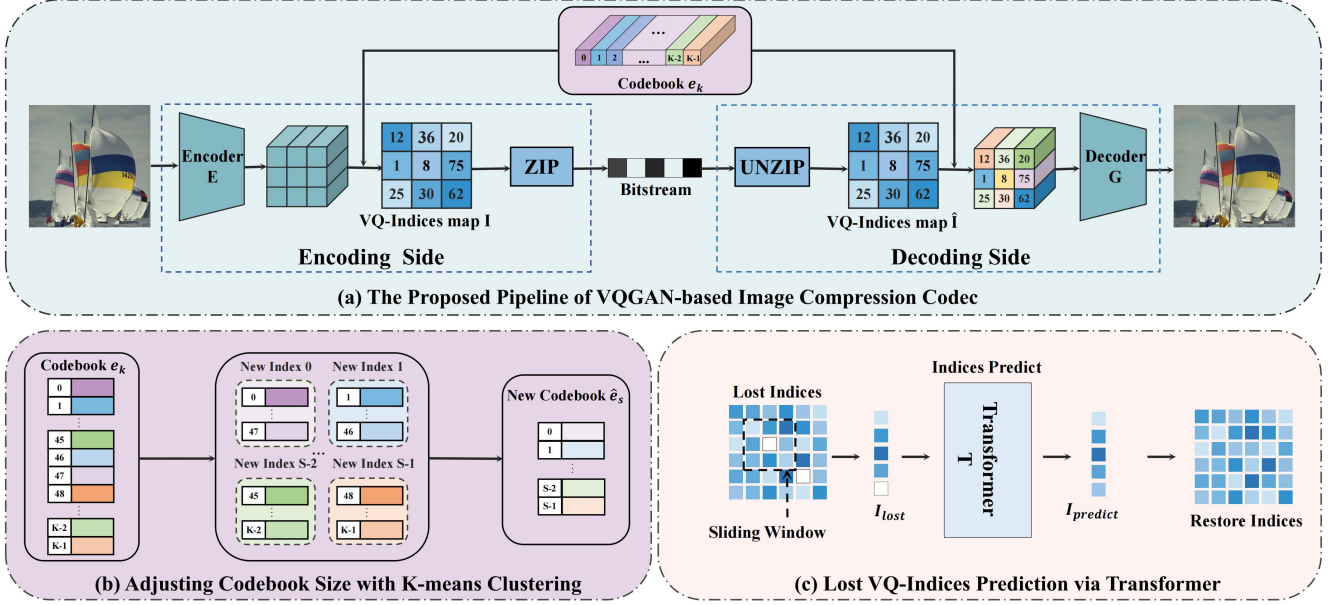 0 1 2 ... ... K-2 K-1
Codebook e_k
Encoder
E
12 36 20
1 8 75
25 30 62
VQ-Indices map I
ZIP
Bitstream
UNZIP
12 36 20
1 8 75
25 30 62
VQ-Indices map Î
12 36 20
1 8 75
25 30 62
Decoder
G
Encoding Side
Decoding Side
(a) The Proposed Pipeline of VQGAN-based Image Compression Codec
Codebook e_k
0
1
⋮
45
46
47
48
⋮
K-2
K-1
New Index 0
0
⋮
47
New Index 1
1
⋮
46
...
New Index S-2
45
⋮
K-2
New Index S-1
48
⋮
K-1
New Codebook ê_s
0
1
⋮
S-2
S-1
(b) Adjusting Codebook Size with K-means Clustering
Lost Indices
Sliding Window
I_lost
Indices Predict
Transformer
T
I_predict
Restore Indices
(c) Lost VQ-Indices Prediction via Transformer